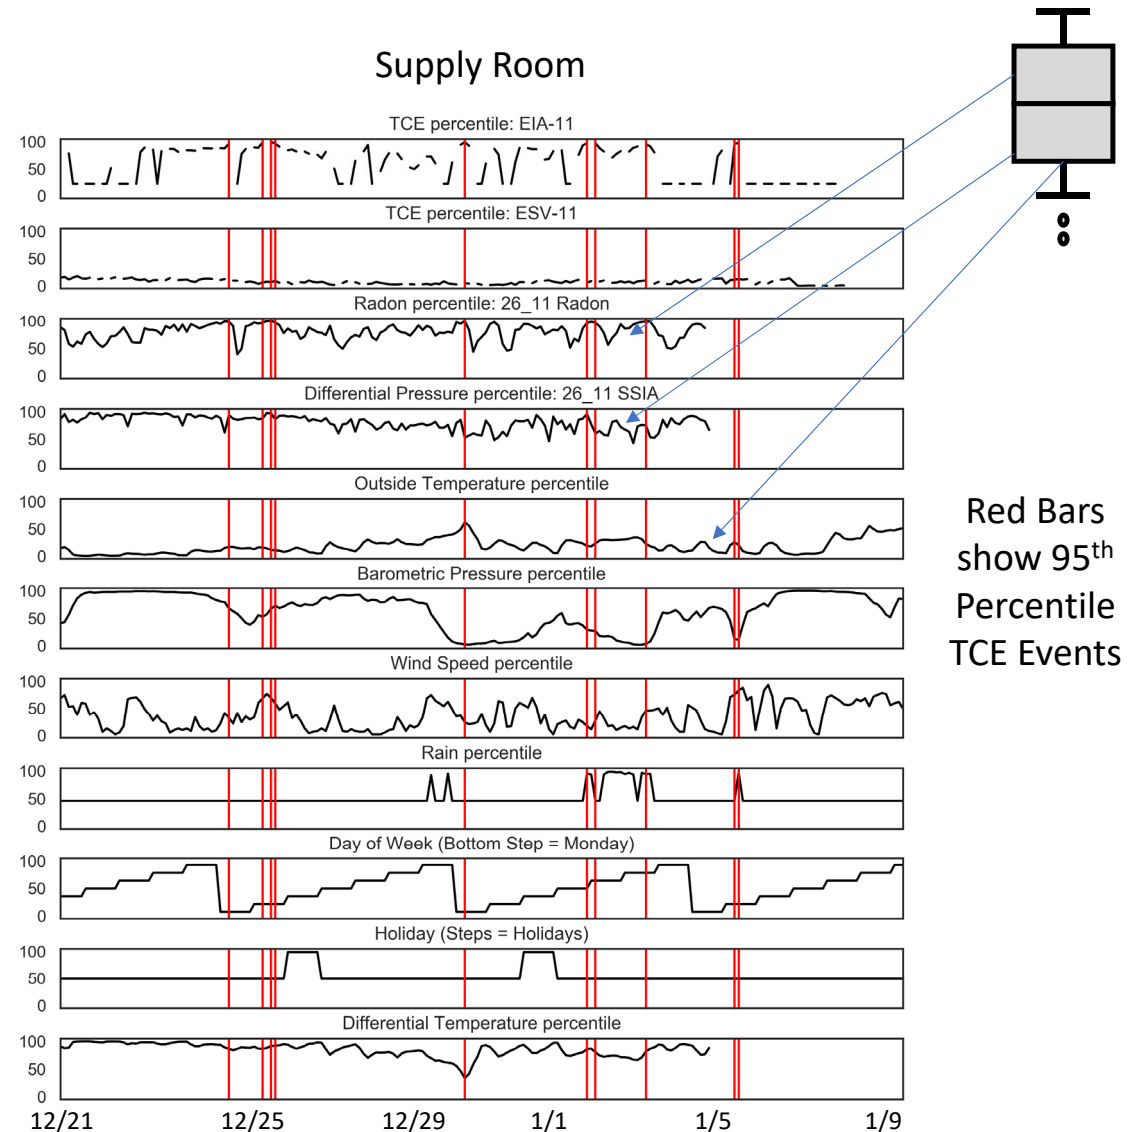 Supply Room
TCE percentile: EIA-11
100
50
0
TCE percentile: ESV-11
100
50
0
Radon percentile: 26_11 Radon
100
50
0
Differential Pressure percentile: 26_11 SSIA
100
50
0
Outside Temperature percentile
100
50
0
Barometric Pressure percentile
100
50
0
Wind Speed percentile
100
50
0
Rain percentile
100
50
0
Day of Week (Bottom Step = Monday)
100
50
0
Holiday (Steps = Holidays)
100
50
0
Differential Temperature percentile
100
50
0
12/21 12/25 12/29 1/1 1/5 1/9
Red Bars
show 95th
Percentile
TCE Events